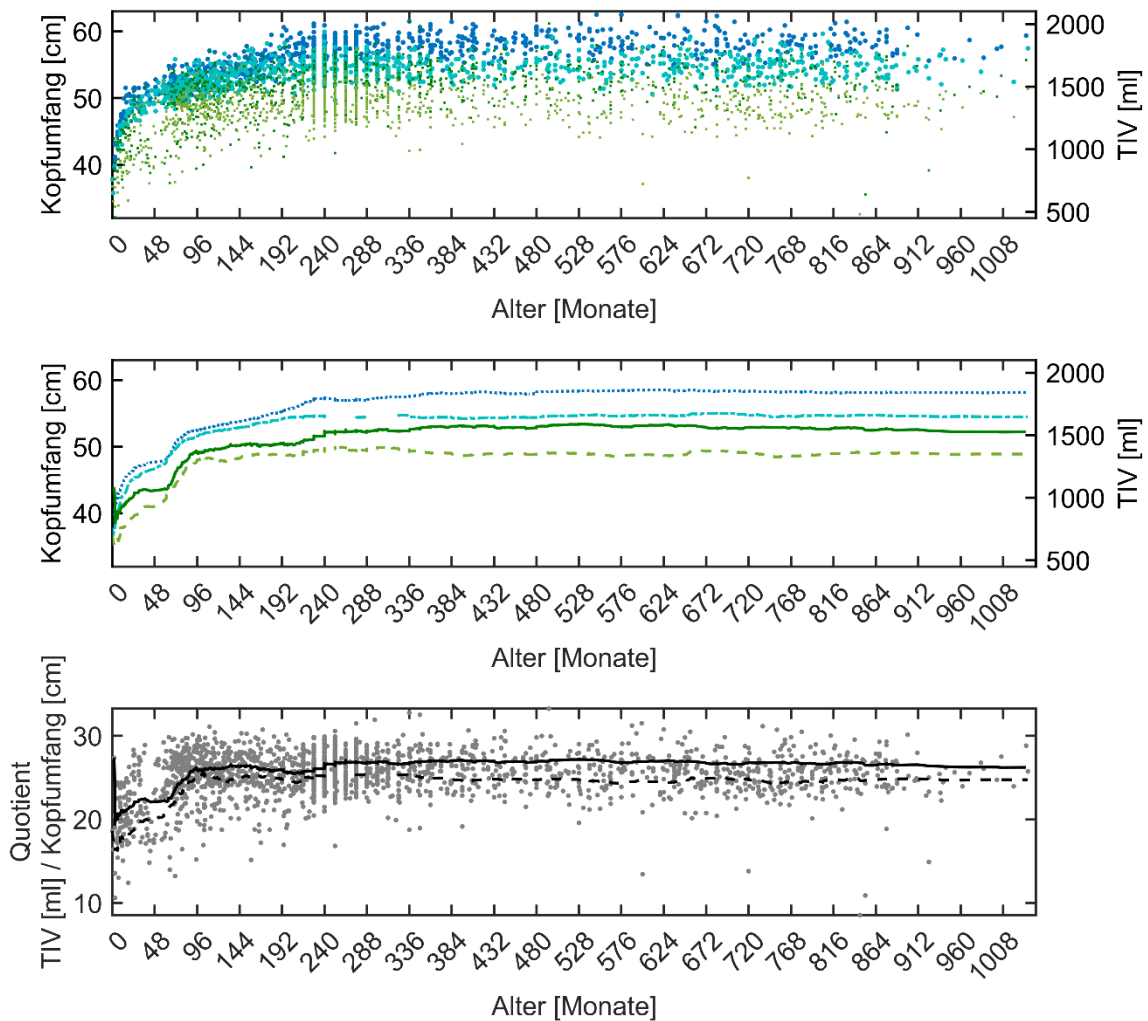 60
50
40
Kopfumfang [cm]
2000
1500
1000
500
TIV [ml]
0 48 96 144 192 240 288 336 384 432 480 528 576 624 672 720 768 816 864 912 960 1008
Alter [Monate]
60
50
40
Kopfumfang [cm]
2000
1500
1000
500
TIV [ml]
0 48 96 144 192 240 288 336 384 432 480 528 576 624 672 720 768 816 864 912 960 1008
Alter [Monate]
Quotient
TIV [ml] / Kopfumfang [cm]
30
20
10
0 48 96 144 192 240 288 336 384 432 480 528 576 624 672 720 768 816 864 912 960 1008
Alter [Monate]